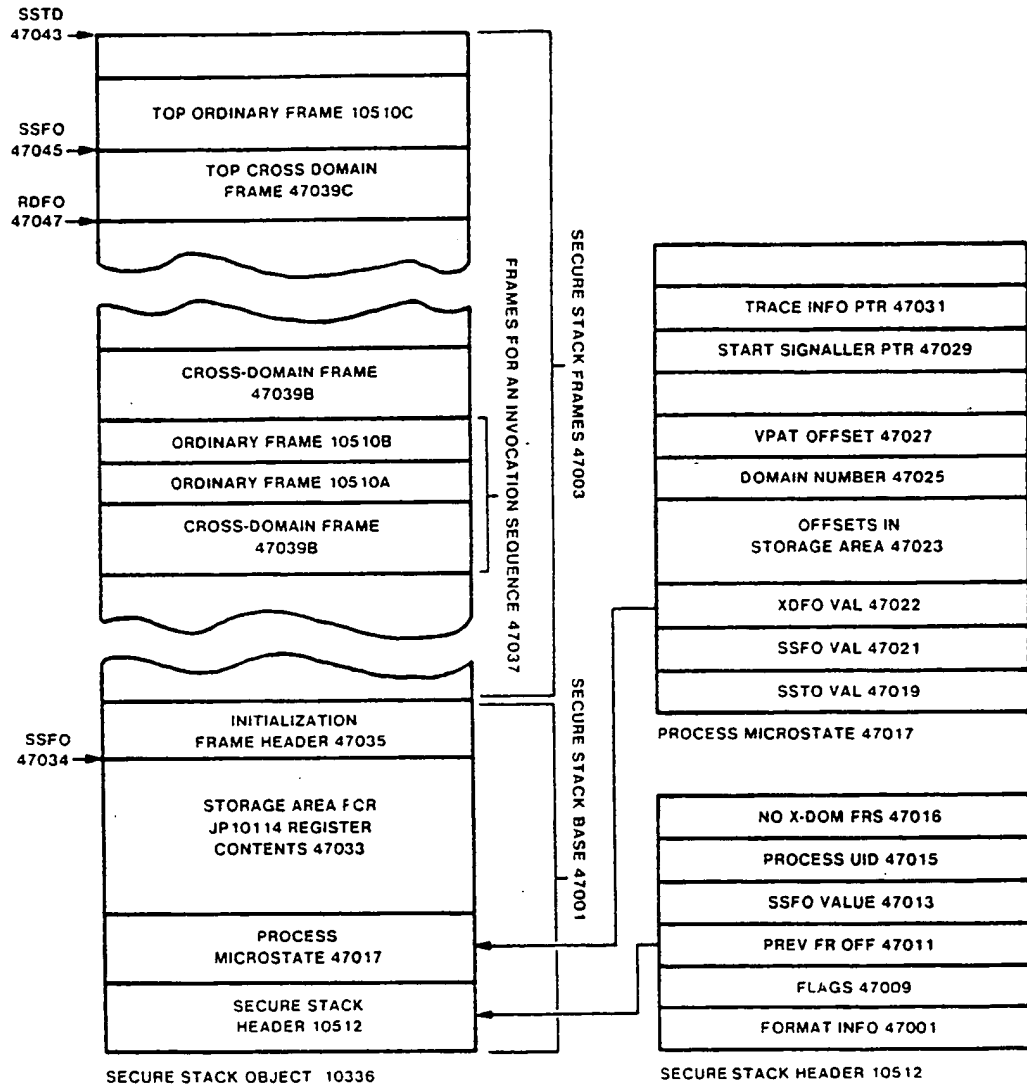 SSTD
47043
TOP ORDINARY FRAME 10510C
SSFO
47045
TOP CROSS DOMAIN
FRAME 47039C
RDFO
47047
CROSS-DOMAIN FRAME
47039B
ORDINARY FRAME 10510B
ORDINARY FRAME 10510A
CROSS-DOMAIN FRAME
47039B
INITIALIZATION
FRAME HEADER 47035
SSFO
47034
STORAGE AREA FCR
JP10114 REGISTER
CONTENTS 47033
PROCESS
MICROSTATE 47017
SECURE STACK
HEADER 10512
SECURE STACK OBJECT 10336
FRAMES FOR AN INVOCATION SEQUENCE 47037
SECURE STACK FRAMES 47003
SECURE STACK BASE 47001
TRACE INFO PTR 47031
START SIGNALLER PTR 47029
VPAT OFFSET 47027
DOMAIN NUMBER 47025
OFFSETS IN
STORAGE AREA 47023
XDFO VAL 47022
SSFO VAL 47021
SSTO VAL 47019
PROCESS MICROSTATE 47017
NO X-DOM FRS 47016
PROCESS UID 47015
SSFO VALUE 47013
PREV FR OFF 47011
FLAGS 47009
FORMAT INFO 47001
SECURE STACK HEADER 10512